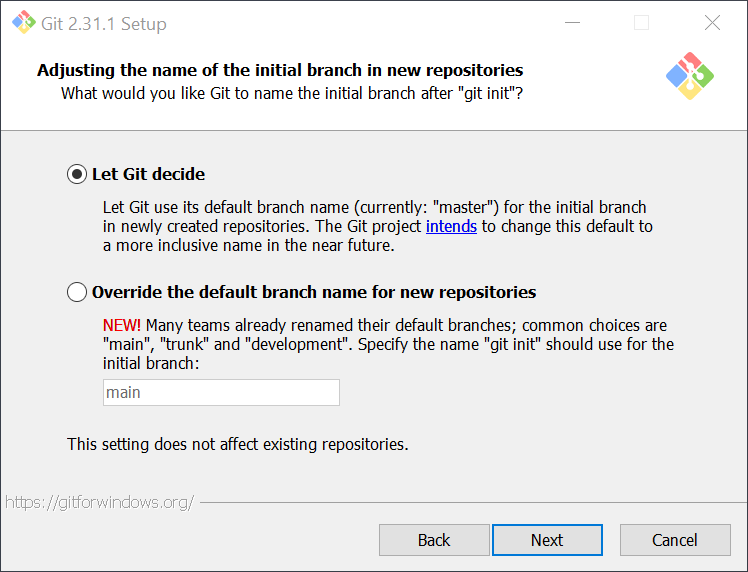 Git 2.31.1 Setup
Adjusting the name of the initial branch in new repositories
What would you like Git to name the initial branch after "git init"?
Let Git decide
Let Git use its default branch name (currently: "master") for the initial branch
in newly created repositories. The Git project intends to change this default to
a more inclusive name in the near future.
Override the default branch name for new repositories
NEW! Many teams already renamed their default branches; common choices are
"main", "trunk" and "development". Specify the name "git init" should use for the
initial branch:
main
This setting does not affect existing repositories.
https://gitforwindows.org/
Back
Next
Cancel